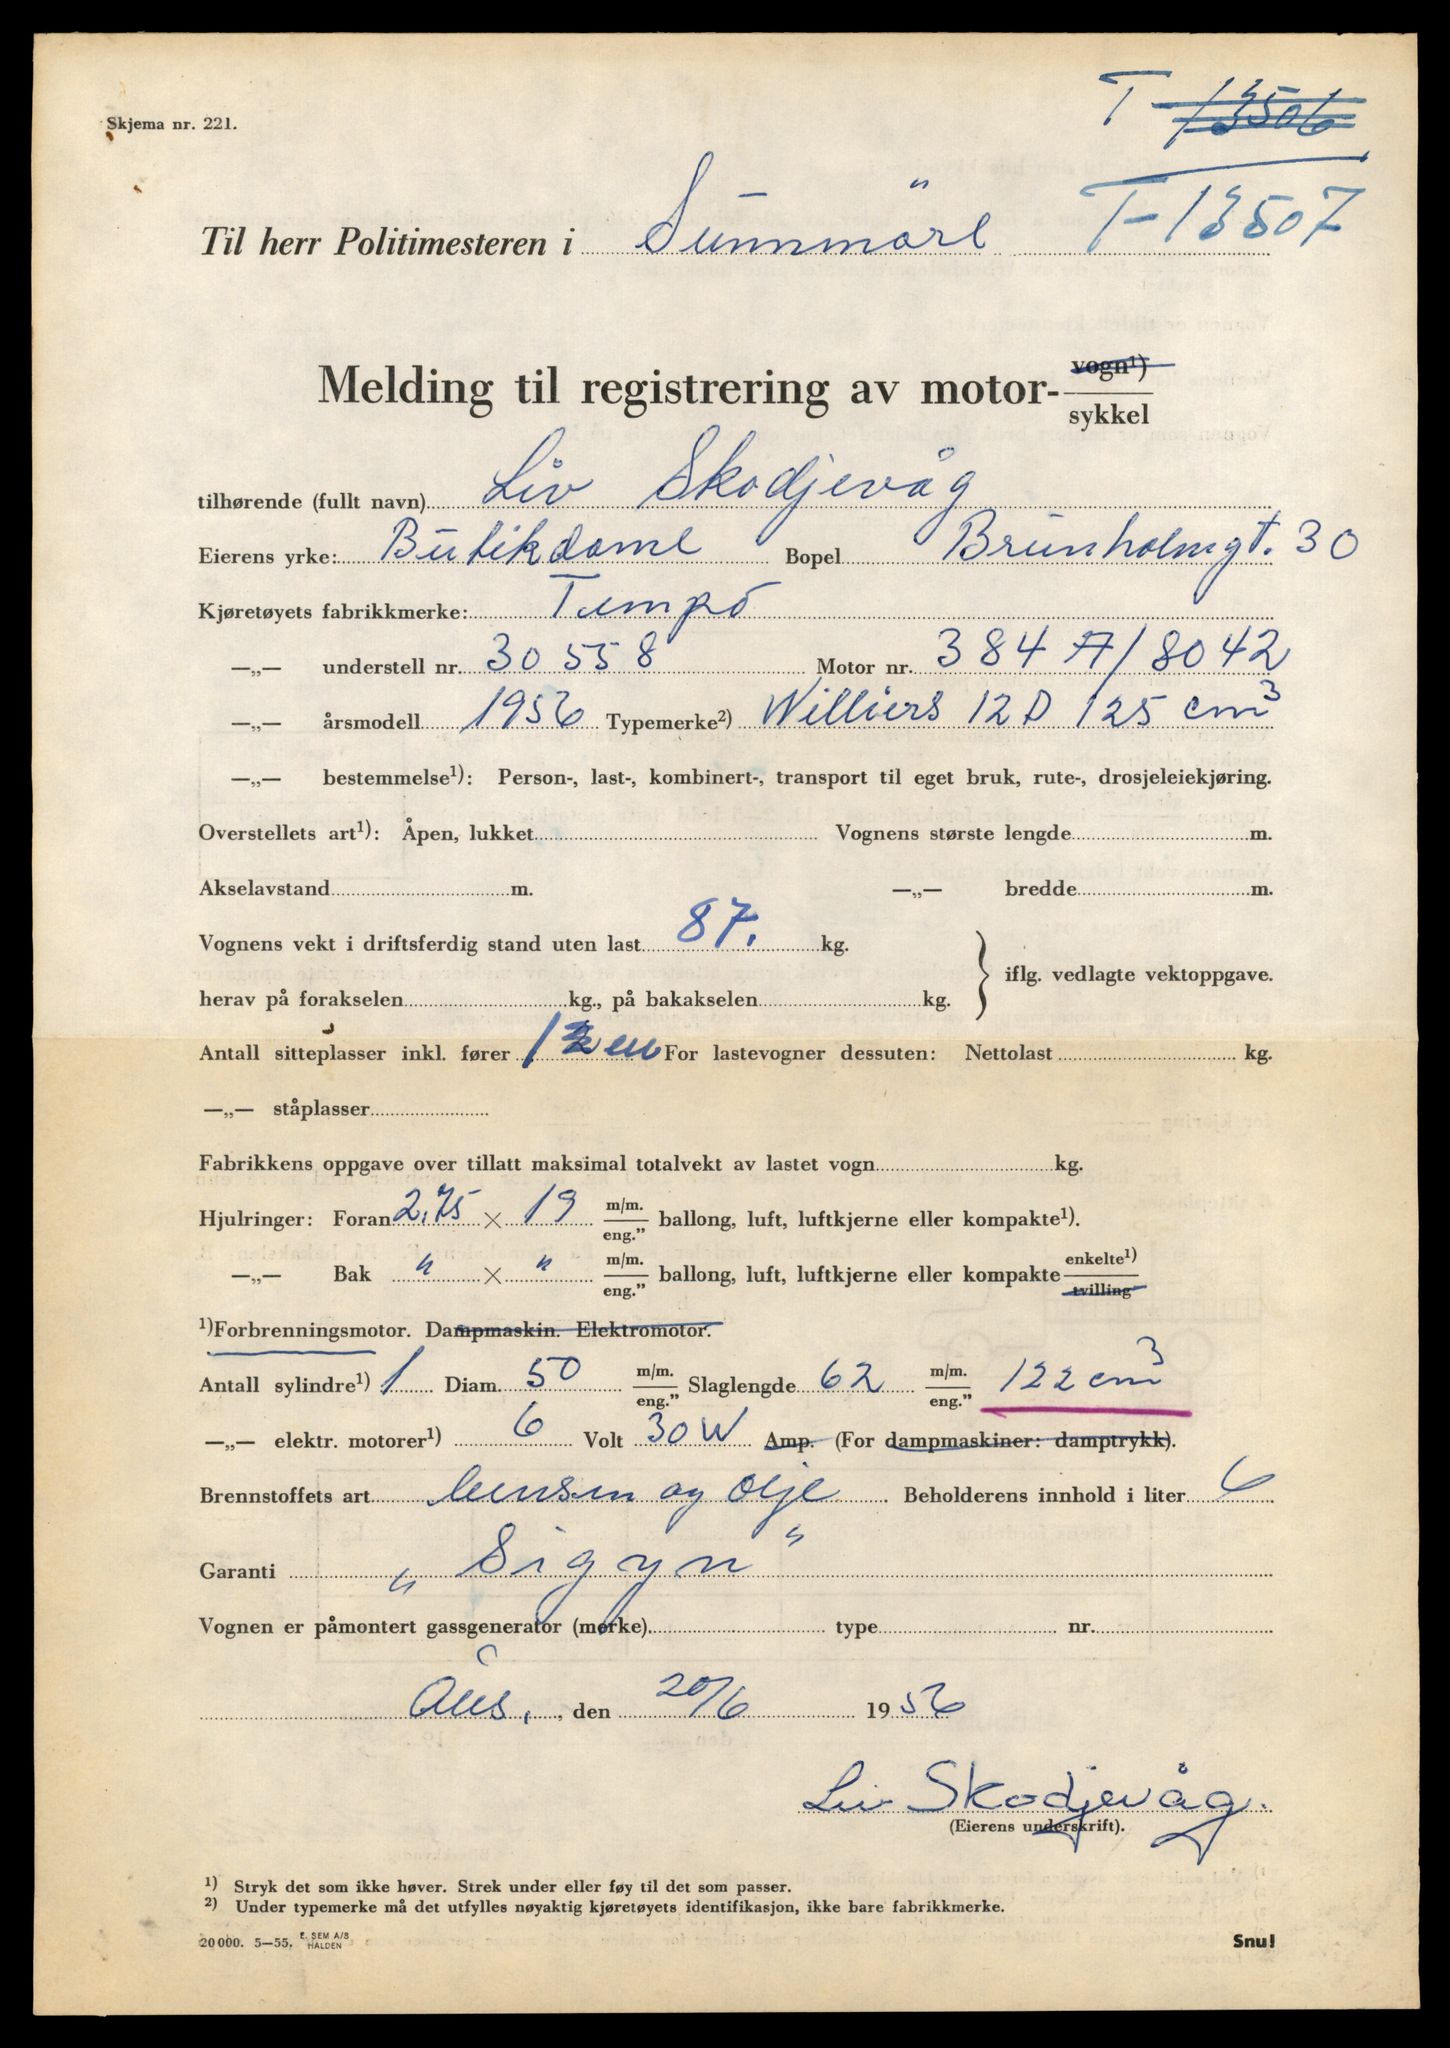 Skjema nr. 221.
T-13506
T-13507
Til herr Politimesteren i Sunnmöre
Melding til registrering av motor- vogn¹) / sykkel
tilhørende (fullt navn) Liv Skodjevåg
Eierens yrke: Butikdame Bopel Brunholmgt. 30
Kjøretøyets fabrikkmerke: Tempo
—„— understell nr. 30558 Motor nr. 384 A/8042
—„— årsmodell 1956 Typemerke²) Williers 12D 125 cm³
—„— bestemmelse¹): Person-, last-, kombinert-, transport til eget bruk, rute-, drosjeleiekjøring.
Overstellets art¹): Åpen, lukket Vognens største lengde m.
Akselavstand m. —„— bredde m.
Vognens vekt i driftsferdig stand uten last 87. kg.
herav på forakselen kg., på bakakselen kg. } iflg. vedlagte vektoppgave.
Antall sitteplasser inkl. fører 1 en For lastevogner dessuten: Nettolast kg.
—„— ståplasser
Fabrikkens oppgave over tillatt maksimal totalvekt av lastet vogn kg.
Hjulringer: Foran 2.75 × 19 m/m. / eng.” ballong, luft, luftkjerne eller kompakte¹).
—„— Bak " × " m/m. / eng.” ballong, luft, luftkjerne eller kompakte enkelte¹) / tvilling
¹)Forbrenningsmotor. Dampmaskin. Elektromotor.
Antall sylindre¹) 1 Diam. 50 m/m. / eng.” Slaglengde 62 m/m. / eng.” 122 cm³
—„— elektr. motorer¹) 6 Volt 30W Amp. (For dampmaskiner: damptrykk).
Brennstoffets art bensin og olje Beholderens innhold i liter 6
Garanti „Sigyn"
Vognen er påmontert gassgenerator (merke) type nr.
Åls., den 20/6 1956
Liv Skodjevåg.
(Eierens underskrift).
¹) Stryk det som ikke høver. Strek under eller føy til det som passer.
²) Under typemerke må det utfylles nøyaktig kjøretøyets identifikasjon, ikke bare fabrikkmerke.
20000. 5—55. E. SEM A/S HALDEN
Snu!